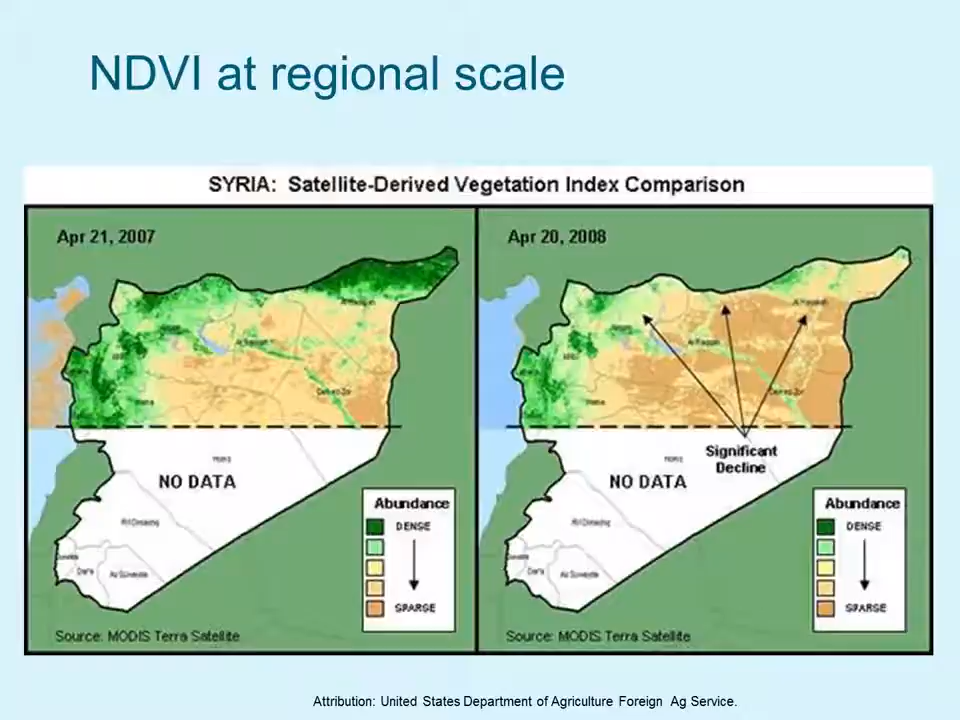 NDVI at regional scale
SYRIA: Satellite-Derived Vegetation Index Comparison
Apr 21, 2007
Apr 20, 2008
Significant
Decline
NO DATA
NO DATA
Abundance
DENSE
SPARSE
Abundance
DENSE
SPARSE
Source: MODIS Terra Satellite
Source: MODIS Terra Satellite
Attribution: United States Department of Agriculture Foreign Ag Service.